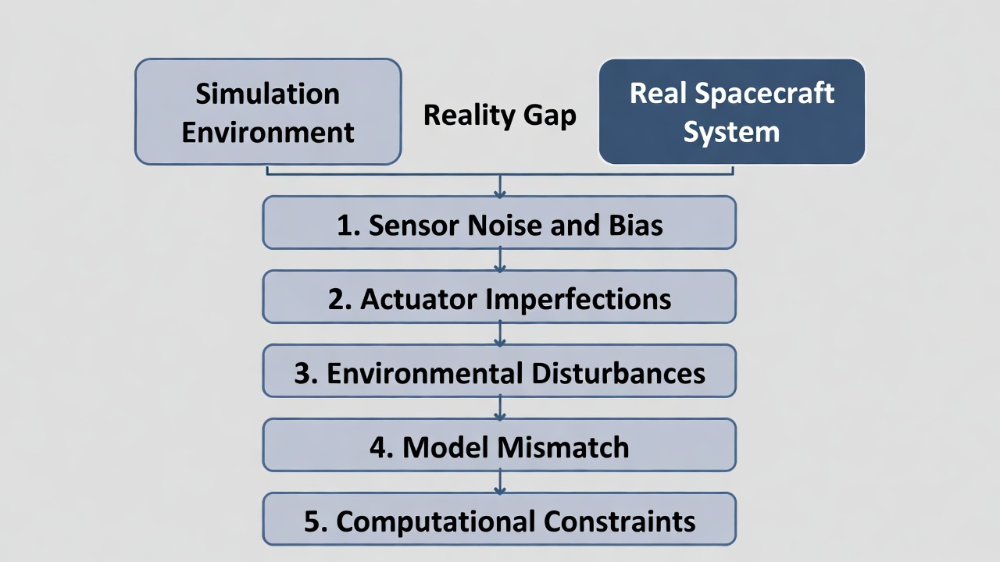 Simulation
Environment
Reality Gap
Real Spacecraft
System
1. Sensor Noise and Bias
2. Actuator Imperfections
3. Environmental Disturbances
4. Model Mismatch
5. Computational Constraints